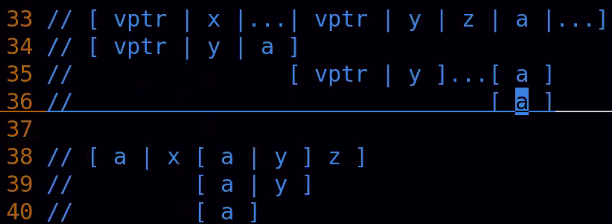 33 // [ vptr | x |...| vptr | y | z | a |...]
34 // [ vptr | y | a ]
35 //                [ vptr | y ]...[ a ]
36 //                               [ a ]
37
38 // [ a | x [ a | y ] z ]
39 //         [ a | y ]
40 //         [ a ]